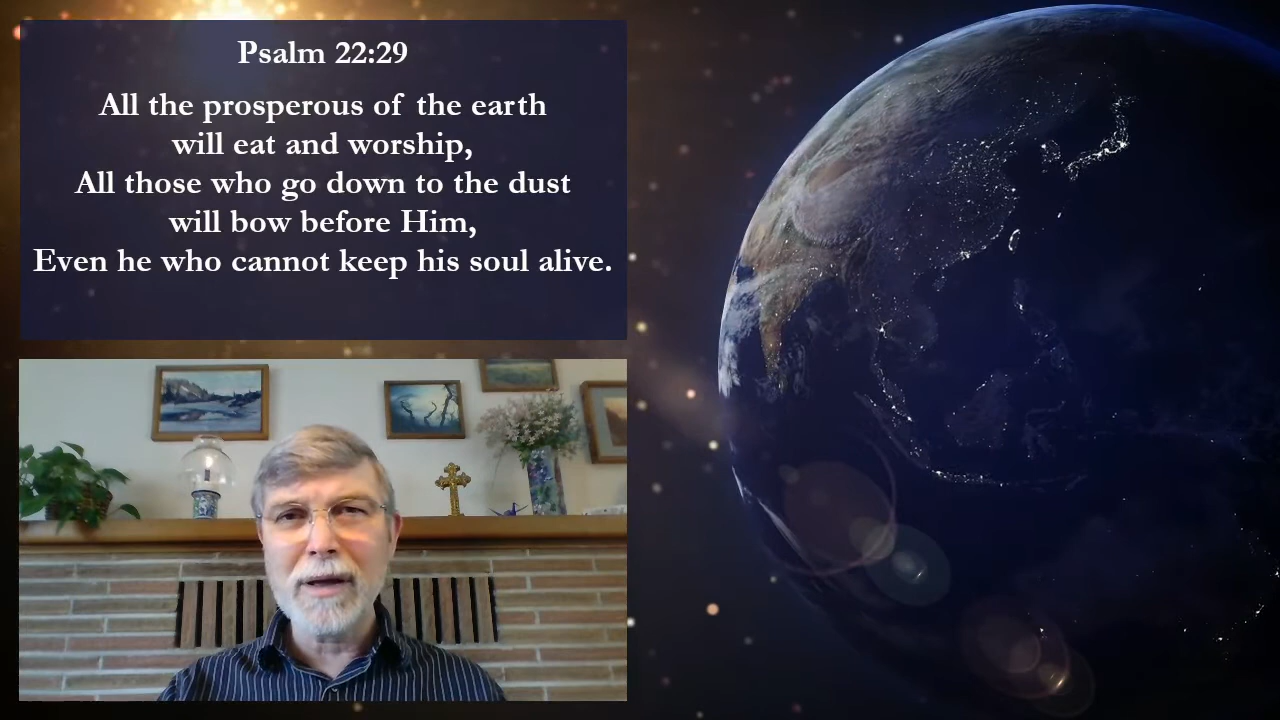 Psalm 22:29
All the prosperous of the earth
will eat and worship,
All those who go down to the dust
will bow before Him,
Even he who cannot keep his soul alive.